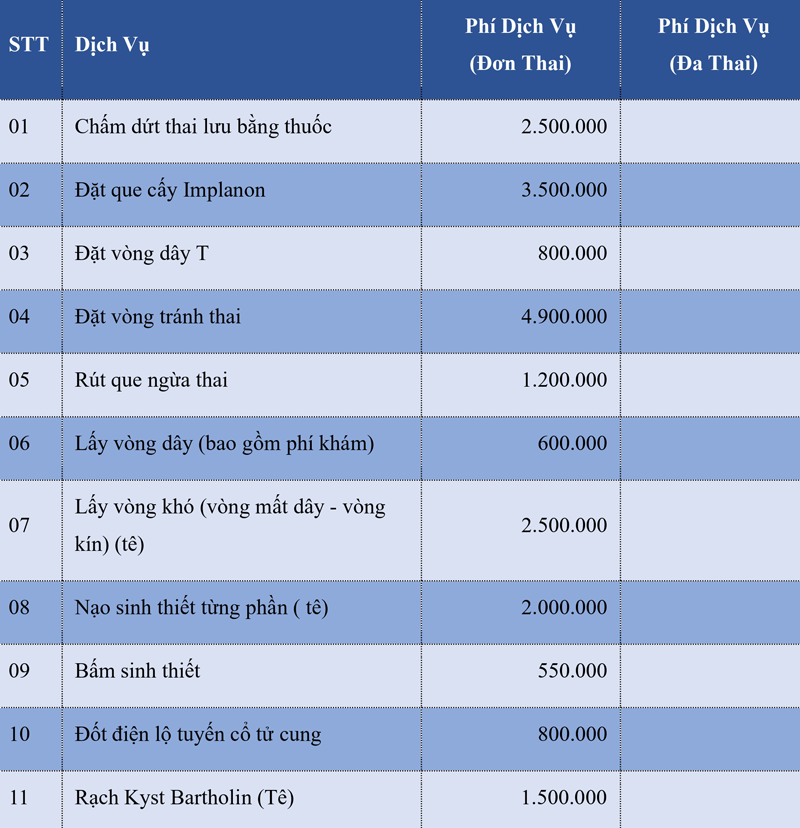 STT Dịch Vụ Phí Dịch Vụ (Đơn Thai) Phí Dịch Vụ (Đa Thai)
01 Chấm dứt thai lưu bằng thuốc 2.500.000
02 Đặt que cấy Implanon 3.500.000
03 Đặt vòng dây T 800.000
04 Đặt vòng tránh thai 4.900.000
05 Rút que ngừa thai 1.200.000
06 Lấy vòng dây (bao gồm phí khám) 600.000
07 Lấy vòng khó (vòng mất dây - vòng
kín) (tê) 2.500.000
08 Nạo sinh thiết từng phần ( tê) 2.000.000
09 Bấm sinh thiết 550.000
10 Đốt điện lộ tuyến cổ tử cung 800.000
11 Rạch Kyst Bartholin (Tê) 1.500.000